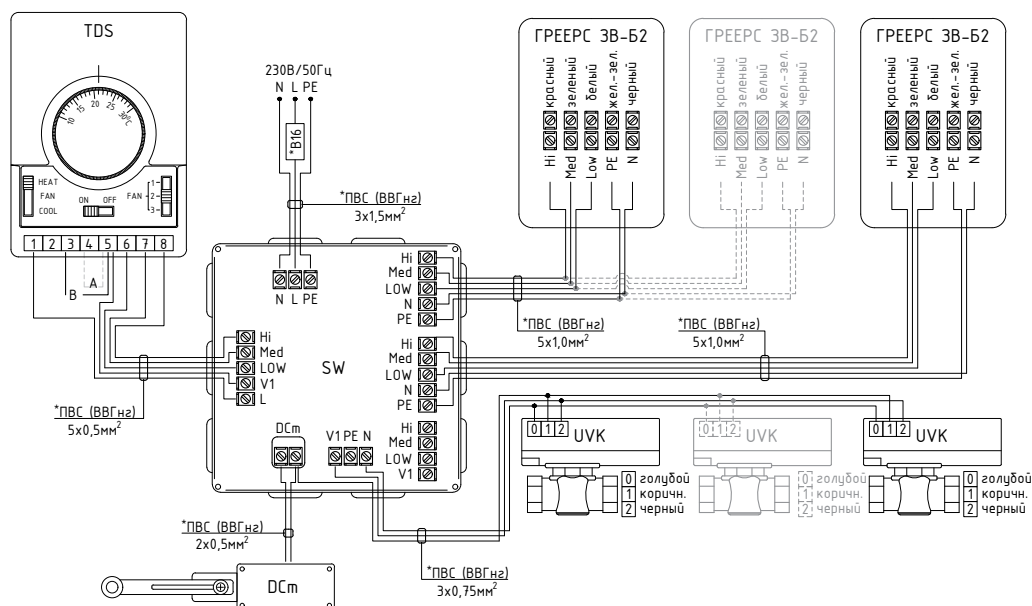 TDS
10 15 20 25 30°C
HEAT
FAN
COOL
ON OFF
FAN
1
2
3
1 2 3 4 5 6 7 8
A
B
230В/50Гц
N L PE
*В16
*ПВС (ВВГнг)
3х1,5мм²
N L PE
SW
Hi
Med
LOW
V1
L
Hi
Med
LOW
N
PE
Hi
Med
LOW
N
PE
Hi
Med
LOW
V1
DCm
V1 PE N
*ПВС (ВВГнг)
5х0,5мм²
*ПВС (ВВГнг)
2х0,5мм²
DCm
*ПВС (ВВГнг)
3х0,75мм²
*ПВС (ВВГнг)
5х1,0мм²
*ПВС (ВВГнг)
5х1,0мм²
ГРЕЕРС ЗВ-Б2
красный
зеленый
белый
жел.-зел.
черный
Hi
Med
Low
PE
N
ГРЕЕРС ЗВ-Б2
красный
зеленый
белый
жел.-зел.
черный
Hi
Med
Low
PE
N
ГРЕЕРС ЗВ-Б2
красный
зеленый
белый
жел.-зел.
черный
Hi
Med
Low
PE
N
0 1 2
UVK
0 голубой
1 коричн.
2 черный
0 1 2
UVK
0 голубой
1 коричн.
2 черный
0 1 2
UVK
0 голубой
1 коричн.
2 черный